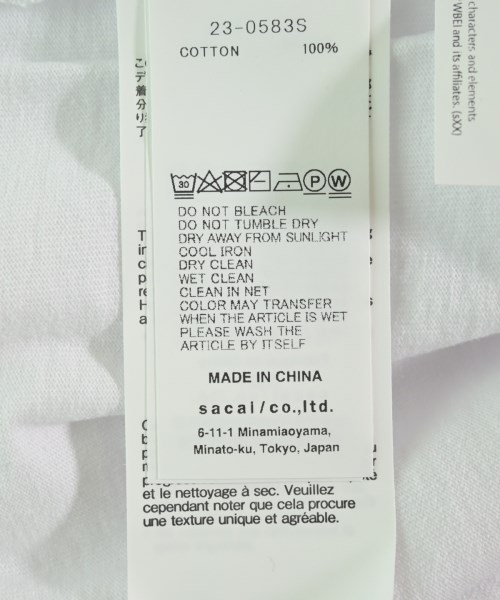 23-0583S
COTTON 100%
30
P
W
DO NOT BLEACH
DO NOT TUMBLE DRY
DRY AWAY FROM SUNLIGHT
COOL IRON
DRY CLEAN
WET CLEAN
CLEAN IN NET
COLOR MAY TRANSFER
WHEN THE ARTICLE IS WET
PLEASE WASH THE
ARTICLE BY ITSELF
MADE IN CHINA
sacai/co.,ltd.
6-11-1 Minamiaoyama,
Minato-ku, Tokyo, Japan
et le nettoyage à sec. Veuillez
cependant noter que cela procure
une texture unique et agréable.
characters and elements
WBEI and its affiliates. (sXX)